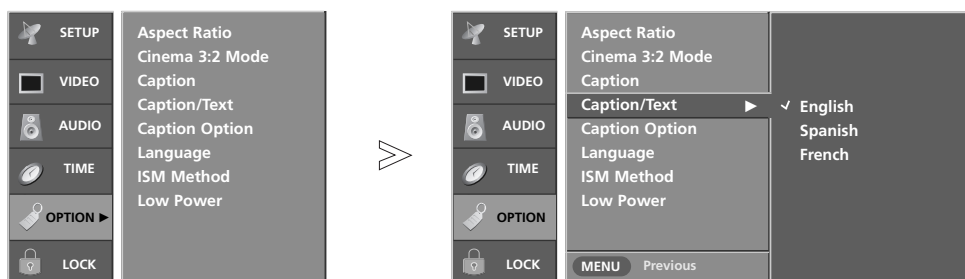 SETUP
VIDEO
AUDIO
TIME
OPTION ►
LOCK
Aspect Ratio
Cinema 3:2 Mode
Caption
Caption/Text
Caption Option
Language
ISM Method
Low Power
SETUP
VIDEO
AUDIO
TIME
OPTION
LOCK
Aspect Ratio
Cinema 3:2 Mode
Caption
Caption/Text ►
Caption Option
Language
ISM Method
Low Power
MENU Previous
✓ English
Spanish
French